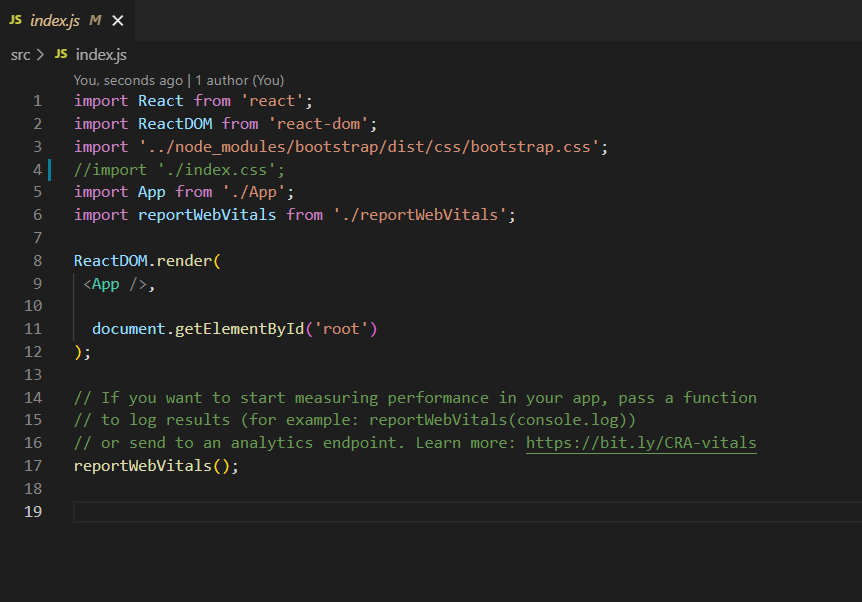 JS index.js M ×
src > JS index.js
You, seconds ago | 1 author (You)
1 import React from 'react';
2 import ReactDOM from 'react-dom';
3 import '../node_modules/bootstrap/dist/css/bootstrap.css';
4 //import './index.css';
5 import App from './App';
6 import reportWebVitals from './reportWebVitals';
7
8 ReactDOM.render(
9  <App />,
10
11   document.getElementById('root')
12 );
13
14 // If you want to start measuring performance in your app, pass a function
15 // to log results (for example: reportWebVitals(console.log))
16 // or send to an analytics endpoint. Learn more: https://bit.ly/CRA-vitals
17 reportWebVitals();
18
19